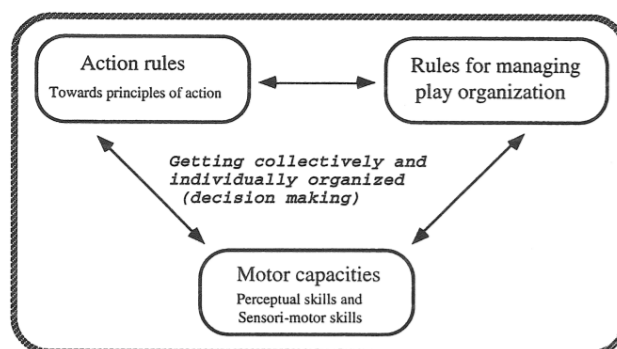 Action rules
Towards principles of action
Rules for managing
play organization
Getting collectively and
individually organized
(decision making)
Motor capacities
Perceptual skills and
Sensori-motor skills